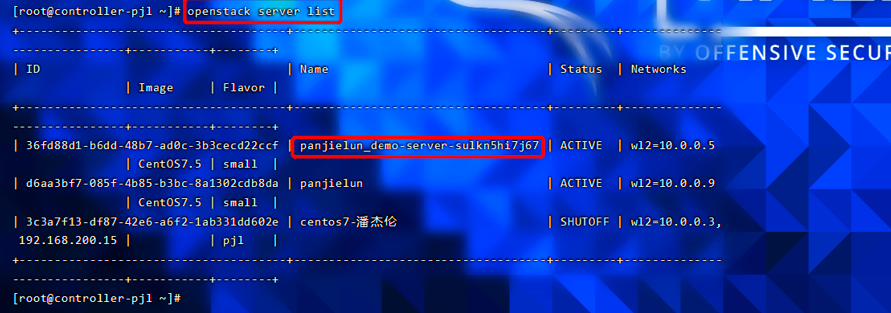 [root@controller-pjl ~]# openstack server list
+--------------------------------------+--------------------------------------+---------+--------------
---------------+-----------+--------+
| ID                                   | Name                                 | Status  | Networks
               | Image     | Flavor |
+--------------------------------------+--------------------------------------+---------+--------------
---------------+-----------+--------+
| 36fd88d1-b6dd-48b7-ad0c-3b3cecd22ccf | panjielun_demo-server-sulkn5hi7j67 | ACTIVE  | wl2=10.0.0.5
               | CentOS7.5 | small  |
| d6aa3bf7-085f-4b85-b3bc-8a1302cdb8da | panjielun                            | ACTIVE  | wl2=10.0.0.9
               | CentOS7.5 | small  |
| 3c3a7f13-df87-42e6-a6f2-1ab331dd602e | centos7-潘杰伦                       | SHUTOFF | wl2=10.0.0.3,
 192.168.200.15 |           | pjl    |
+--------------------------------------+--------------------------------------+---------+--------------
---------------+-----------+--------+
[root@controller-pjl ~]#
BY OFFENSIVE SECUR